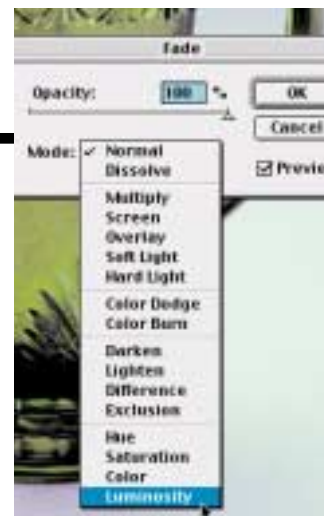 Fade
Opacity: 100 %
OK
Cancel
Mode: ✓ Normal
Dissolve
Preview
Multiply
Screen
Overlay
Soft Light
Hard Light
Color Dodge
Color Burn
Darken
Lighten
Difference
Exclusion
Hue
Saturation
Color
Luminosity